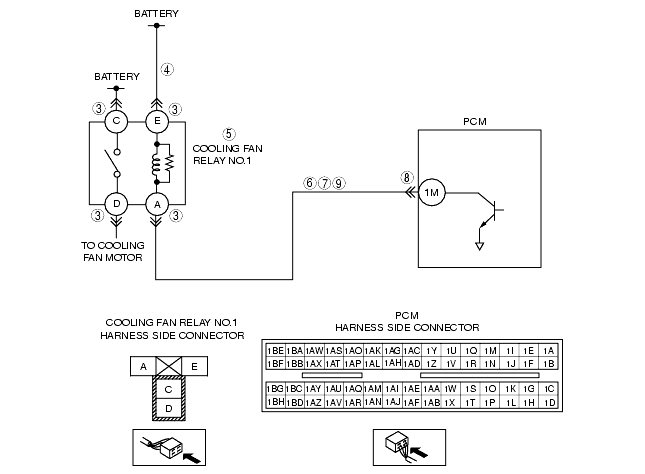 BATTERY
4
BATTERY
3
3
C
E
PCM
5
COOLING FAN
RELAY NO.1
6 7 9
8
1M
3
D
A
3
TO COOLING
FAN MOTOR
COOLING FAN RELAY NO.1
HARNESS SIDE CONNECTOR
A
E
C
D
PCM
HARNESS SIDE CONNECTOR
1BE 1BA 1AW 1AS 1AO 1AK 1AG 1AC 1Y 1U 1Q 1M 1I 1E 1A
1BF 1BB 1AX 1AT 1AP 1AL 1AH 1AD 1Z 1V 1R 1N 1J 1F 1B
1BG 1BC 1AY 1AU 1AQ 1AM 1AI 1AE 1AA 1W 1S 1O 1K 1G 1C
1BH 1BD 1AZ 1AV 1AR 1AN 1AJ 1AF 1AB 1X 1T 1P 1L 1H 1D